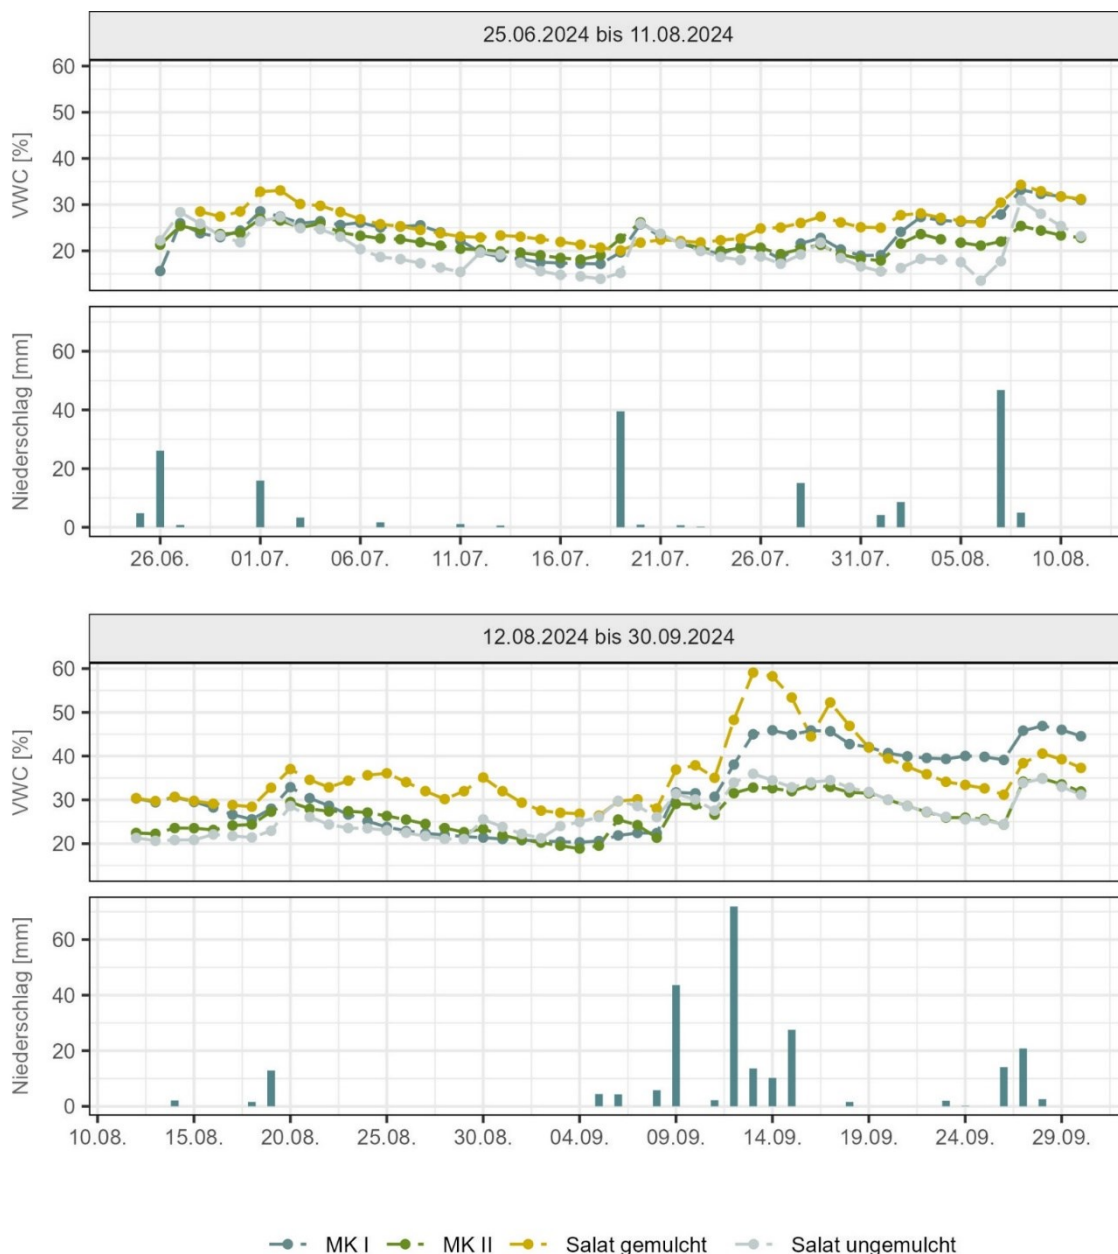 25.06.2024 bis 11.08.2024
VWC [%]
60
50
40
30
20
Niederschlag [mm]
60
40
20
0
26.06. 01.07. 06.07. 11.07. 16.07. 21.07. 26.07. 31.07. 05.08. 10.08.
12.08.2024 bis 30.09.2024
VWC [%]
60
50
40
30
20
Niederschlag [mm]
60
40
20
0
10.08. 15.08. 20.08. 25.08. 30.08. 04.09. 09.09. 14.09. 19.09. 24.09. 29.09.
MK I MK II Salat gemulcht Salat ungemulcht